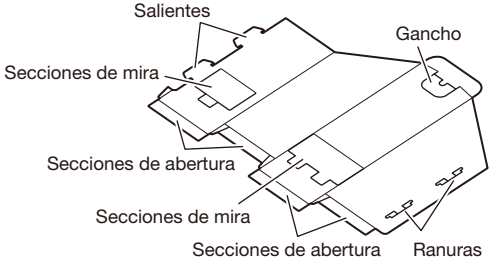 Salientes
Gancho
Secciones de mira
Secciones de abertura
Secciones de mira
Secciones de abertura
Ranuras